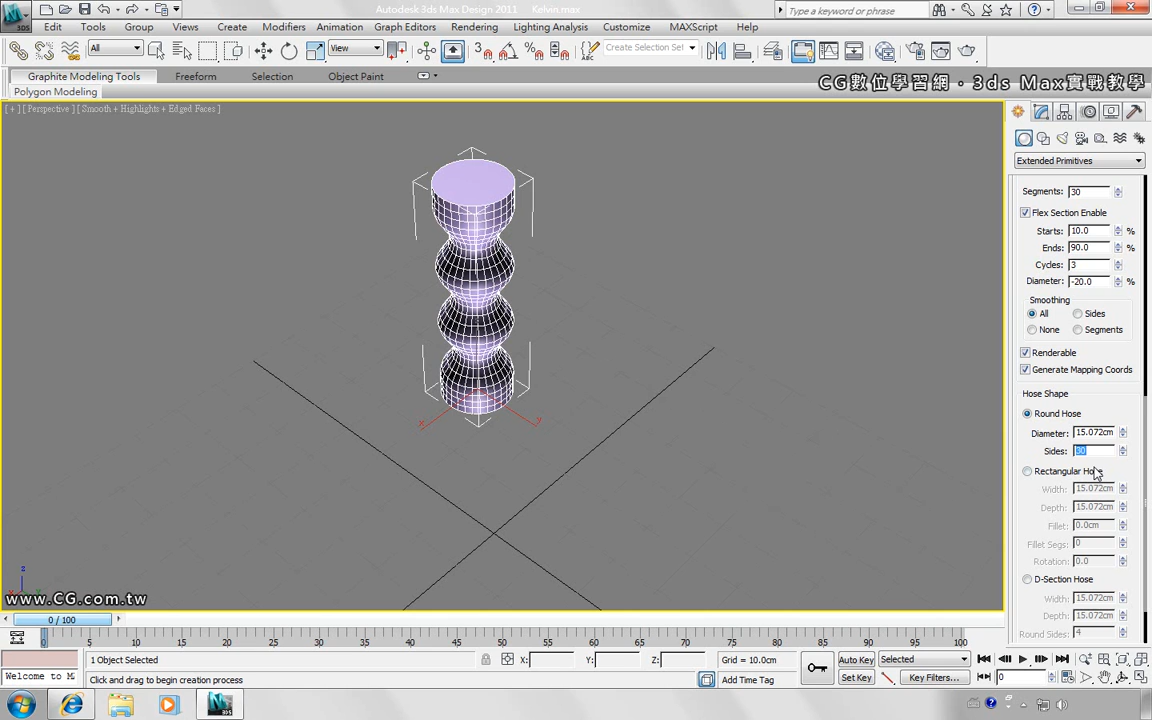 Autodesk 3ds Max Design 2011 Kelvin.max
Type a keyword or phrase
Edit Tools Group Views Create Modifiers Animation Graph Editors Rendering Lighting Analysis Customize MAXScript Help
All View Create Selection Se
Graphite Modeling Tools Freeform Selection Object Paint
CG數位學習網・3ds Max實戰教學
Polygon Modeling
[ + ] [ Perspective ] [ Smooth + Highlights + Edged Faces ]
Extended Primitives
Segments: 30
Flex Section Enable
Starts: 10.0 %
Ends: 90.0 %
Cycles: 3
Diameter: -20.0 %
Smoothing
All Sides
None Segments
Renderable
Generate Mapping Coords
Hose Shape
Round Hose
Diameter: 15.072cm
Sides: 30
Rectangular Hose
Width: 15.072cm
Depth: 15.072cm
Fillet: 0.0cm
Fillet Segs: 0
Rotation: 0.0
D-Section Hose
Width: 15.072cm
Depth: 15.072cm
Round Sides: 4
x y
z
www.CG.com.tw
0 / 100
0 5 10 15 20 25 30 35 40 45 50 55 60 65 70 75 80 85 90 95 100
1 Object Selected X: Y: Z: Grid = 10.0cm Auto Key Selected
Welcome to M Click and drag to begin creation process Add Time Tag Set Key Key Filters... 0